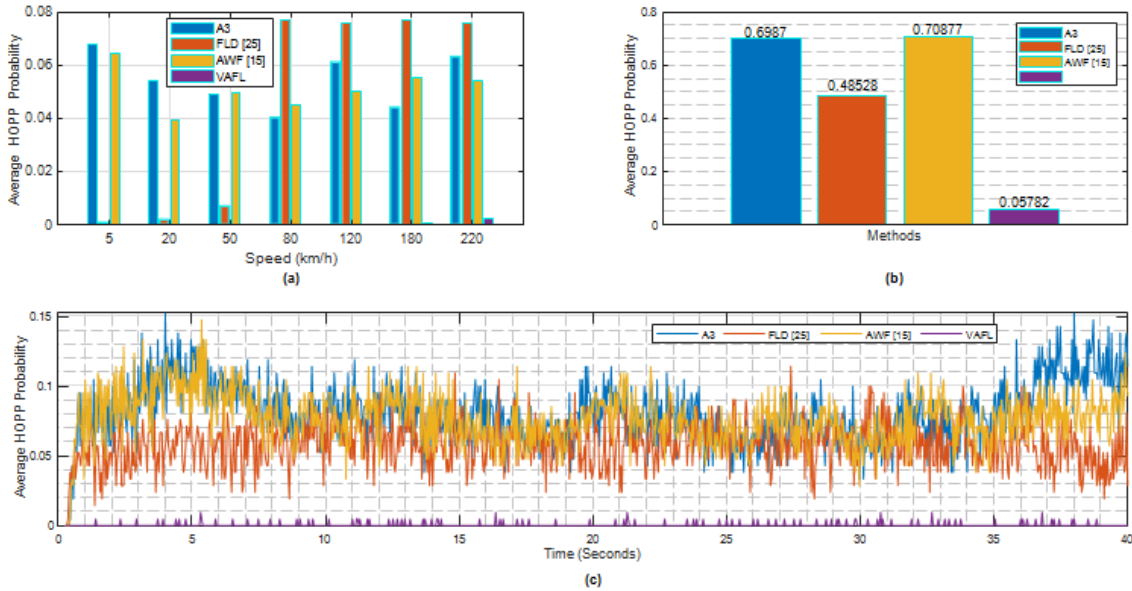 Average HOPP Probability
0.08
0.06
0.04
0.02
0
A3
FLD [25]
AWF [15]
VAFL
5 20 50 80 120 180 220
Speed (km/h)
(a)
Average HOPP Probability
0.8
0.6
0.4
0.2
0
0.6987
0.48528
0.70877
0.05782
A3
FLD [25]
AWF [15]
Methods
(b)
Average HOPP Probability
0.15
0.1
0.05
0
A3 FLD [25] AWF [15] VAFL
0 5 10 15 20 25 30 35 40
Time (Seconds)
(c)